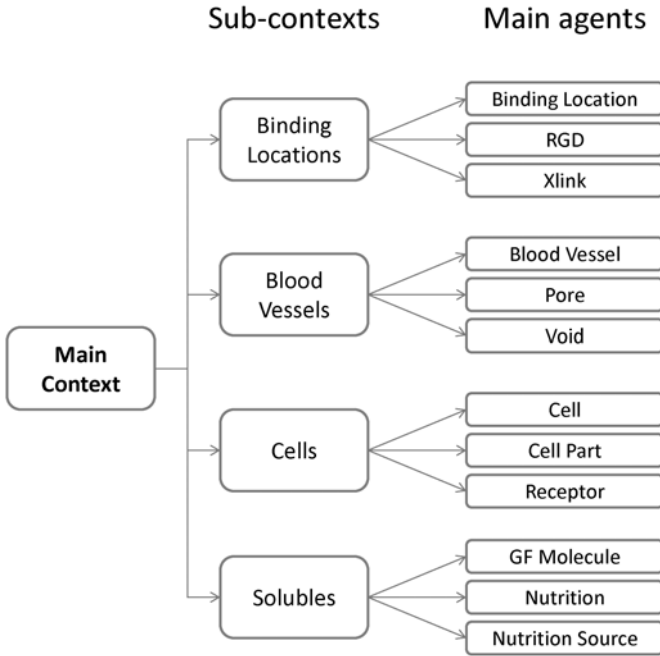 Sub-contexts
Main agents
Binding
Locations
Binding Location
RGD
Xlink
Blood
Vessels
Blood Vessel
Pore
Void
Main
Context
Cells
Cell
Cell Part
Receptor
Solubles
GF Molecule
Nutrition
Nutrition Source